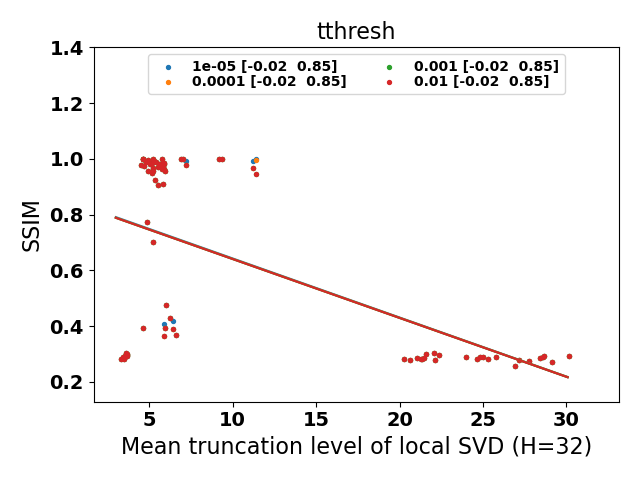 tthresh
1e-05 [-0.02  0.85]
0.0001 [-0.02  0.85]
0.001 [-0.02  0.85]
0.01 [-0.02  0.85]
1.4
1.2
1.0
0.8
0.6
0.4
0.2
SSIM
5 10 15 20 25 30
Mean truncation level of local SVD (H=32)